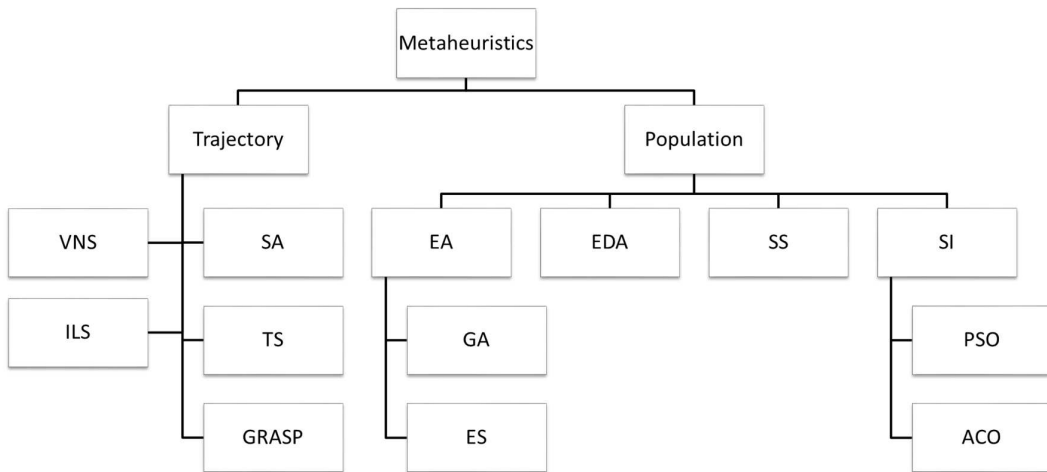 Metaheuristics
Trajectory
Population
VNS
SA
EA
EDA
SS
SI
ILS
TS
GA
PSO
GRASP
ES
ACO